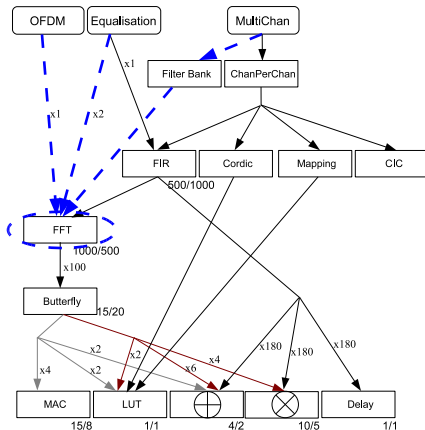 OFDM
Equalisation
MultiChan
x1
Filter Bank
ChanPerChan
x1
x2
FIR
Cordic
Mapping
CIC
500/1000
FFT
1000/500
x100
Butterfly
15/20
x4
x2
x2
x2
x6
x4
x180
x180
x180
MAC
LUT
Delay
15/8
1/1
4/2
10/5
1/1